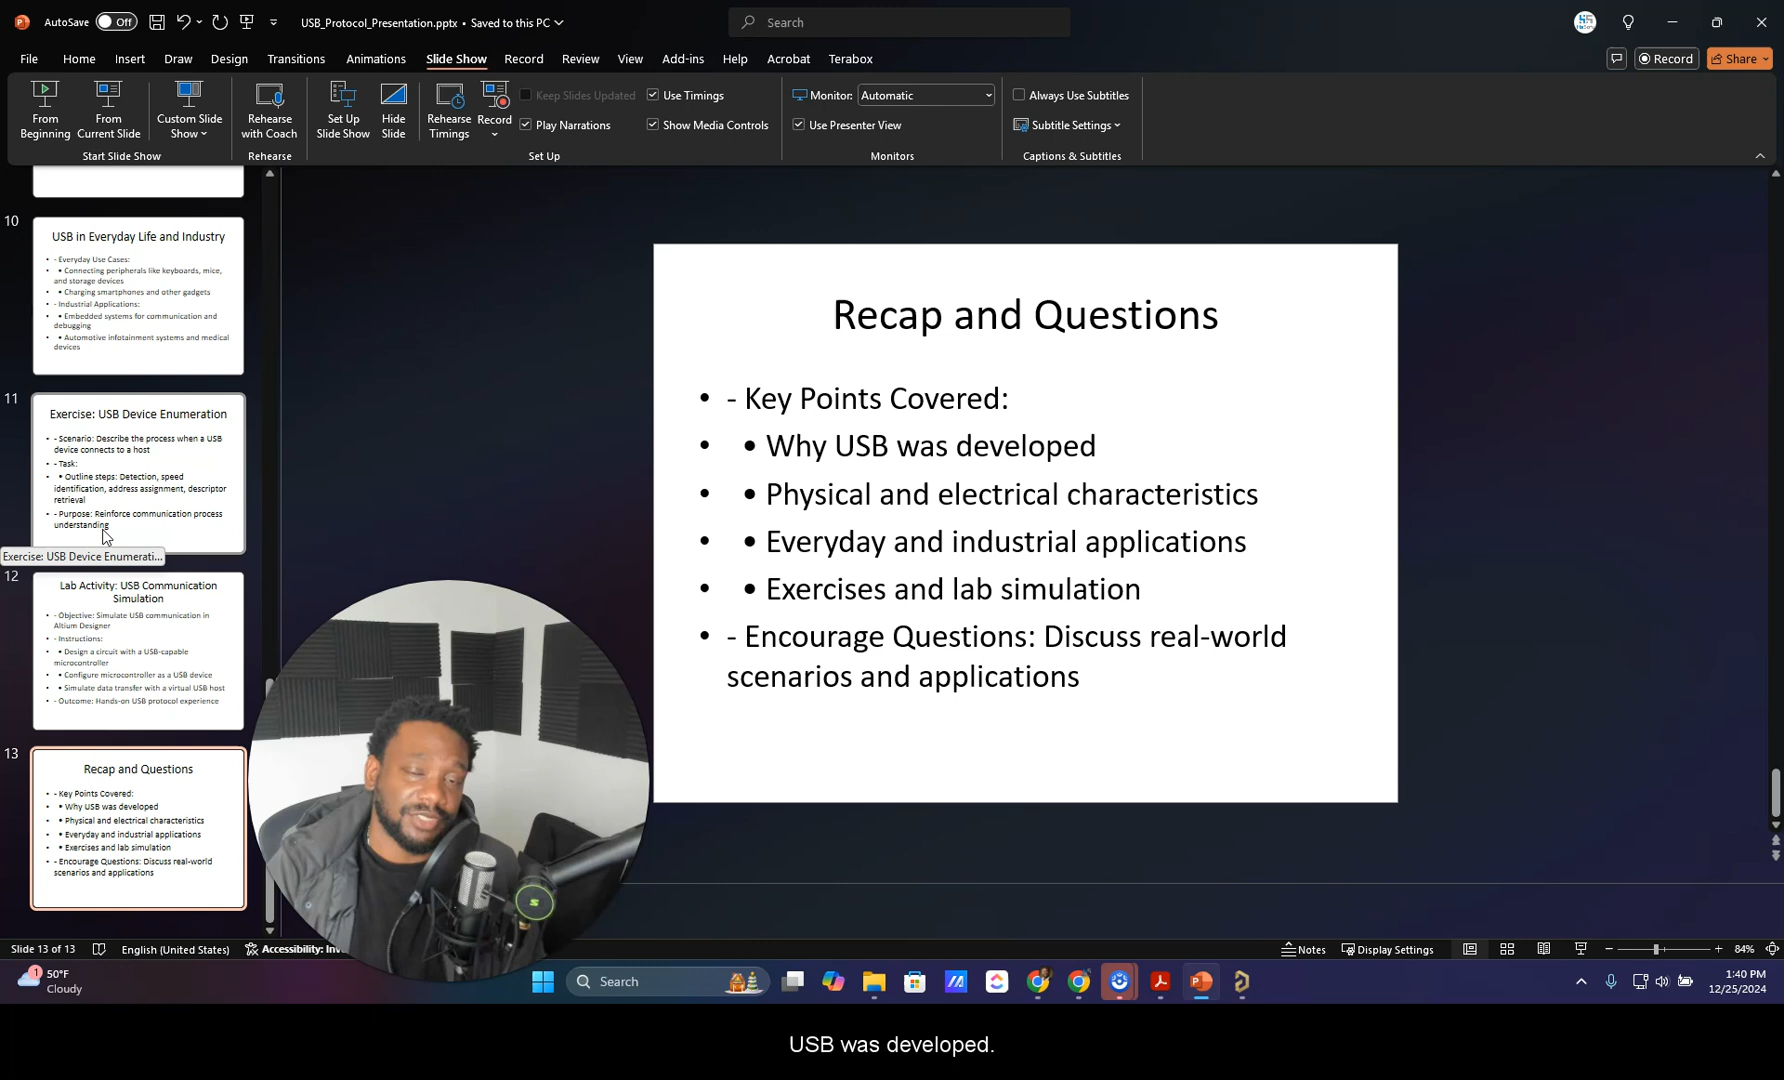 AutoSave Off USB_Protocol_Presentation.pptx • Saved to this PC Search
File Home Insert Draw Design Transitions Animations Slide Show Record Review View Add-ins Help Acrobat Terabox Record Share
From Beginning
From Current Slide
Custom Slide Show
Rehearse with Coach
Set Up Slide Show
Hide Slide
Rehearse Timings
Record
Keep Slides Updated
Play Narrations
Use Timings
Show Media Controls
Monitor: Automatic
Use Presenter View
Always Use Subtitles
Subtitle Settings
Start Slide Show Rehearse Set Up Monitors Captions & Subtitles
10
USB in Everyday Life and Industry
• - Everyday Use Cases:
• • Connecting peripherals like keyboards, mice,
and storage devices
• • Charging smartphones and other gadgets
• - Industrial Applications:
• • Embedded systems for communication and
debugging
• • Automotive infotainment systems and medical
devices
11
Exercise: USB Device Enumeration
• - Scenario: Describe the process when a USB
device connects to a host
• - Task:
• • Outline steps: Detection, speed
identification, address assignment, descriptor
retrieval
• - Purpose: Reinforce communication process
understanding
Exercise: USB Device Enumerati...
12
Lab Activity: USB Communication
Simulation
• - Objective: Simulate USB communication in
Altium Designer
• - Instructions:
• • Design a circuit with a USB-capable
microcontroller
• • Configure microcontroller as a USB device
• • Simulate data transfer with a virtual USB host
• - Outcome: Hands-on USB protocol experience
13
Recap and Questions
• - Key Points Covered:
• • Why USB was developed
• • Physical and electrical characteristics
• • Everyday and industrial applications
• • Exercises and lab simulation
• - Encourage Questions: Discuss real-world
scenarios and applications
Recap and Questions
• - Key Points Covered:
• • Why USB was developed
• • Physical and electrical characteristics
• • Everyday and industrial applications
• • Exercises and lab simulation
• - Encourage Questions: Discuss real-world
scenarios and applications
Slide 13 of 13 English (United States) Accessibility: Inv Notes Display Settings 84%
1
50°F
Cloudy
Search
1:40 PM
12/25/2024
USB was developed.